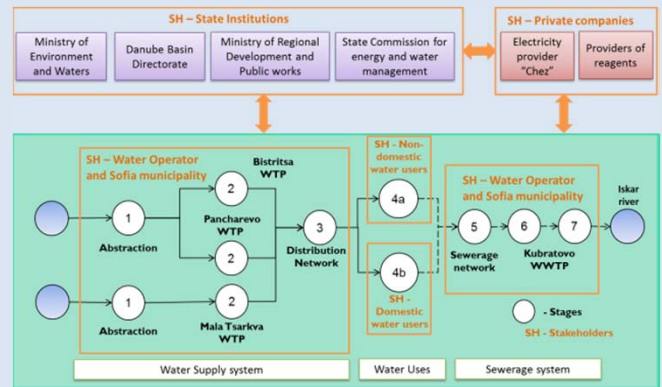 SH - State Institutions
Ministry of
Environment
and Waters
Danube Basin
Directorate
Ministry of Regional
Development and
Public works
State Commission for
energy and water
management
SH – Private companies
Electricity
provider
"Chez"
Providers of
reagents
SH – Water Operator
and Sofia municipality
Bistritsa
WTP
2
1
Abstraction
Pancharevo
WTP
2
3
Distribution
Network
1
Abstraction
2
Mala Tsarkva
WTP
SH - Non-
domestic
water users
4a
4b
SH -
Domestic
water users
SH – Water Operator
and Sofia municipality
5
6
7
Sewerage
network
Kubratovo
WWTP
Iskar
river
- Stages
SH - Stakeholders
Water Supply system
Water Uses
Sewerage system